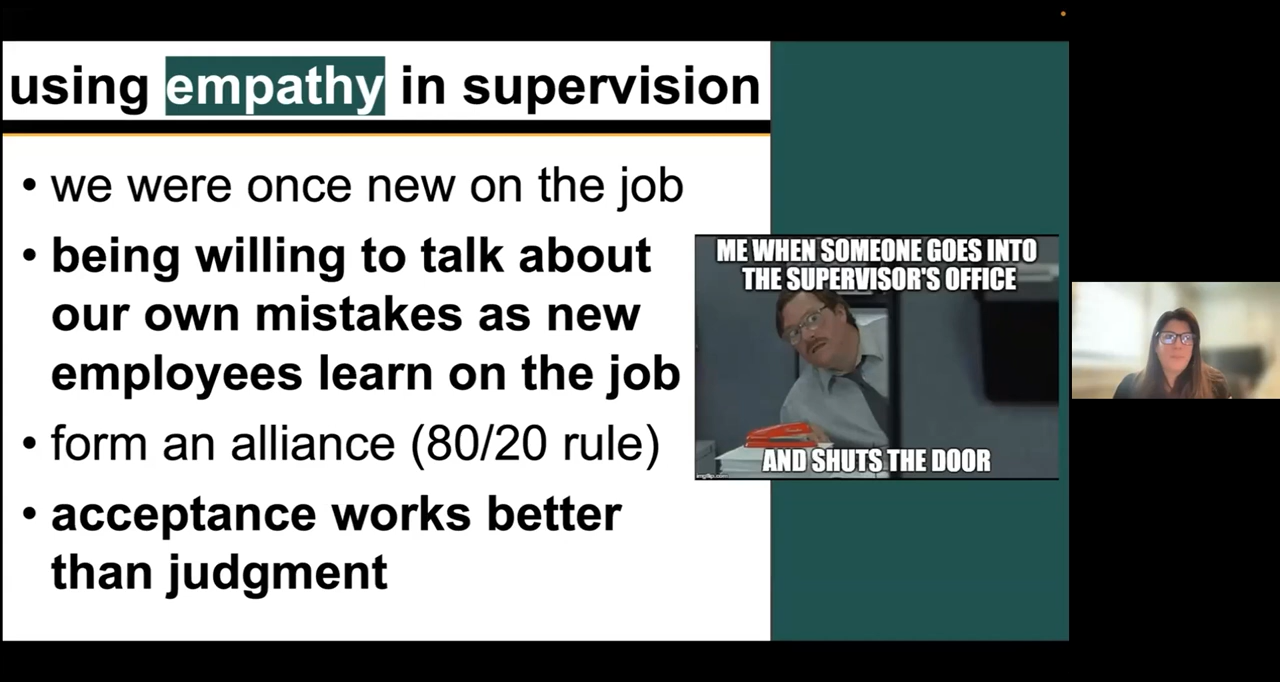 using empathy in supervision
• we were once new on the job
• being willing to talk about
our own mistakes as new
employees learn on the job
• form an alliance (80/20 rule)
• acceptance works better
than judgment
ME WHEN SOMEONE GOES INTO
THE SUPERVISOR'S OFFICE
AND SHUTS THE DOOR
imgflip.com